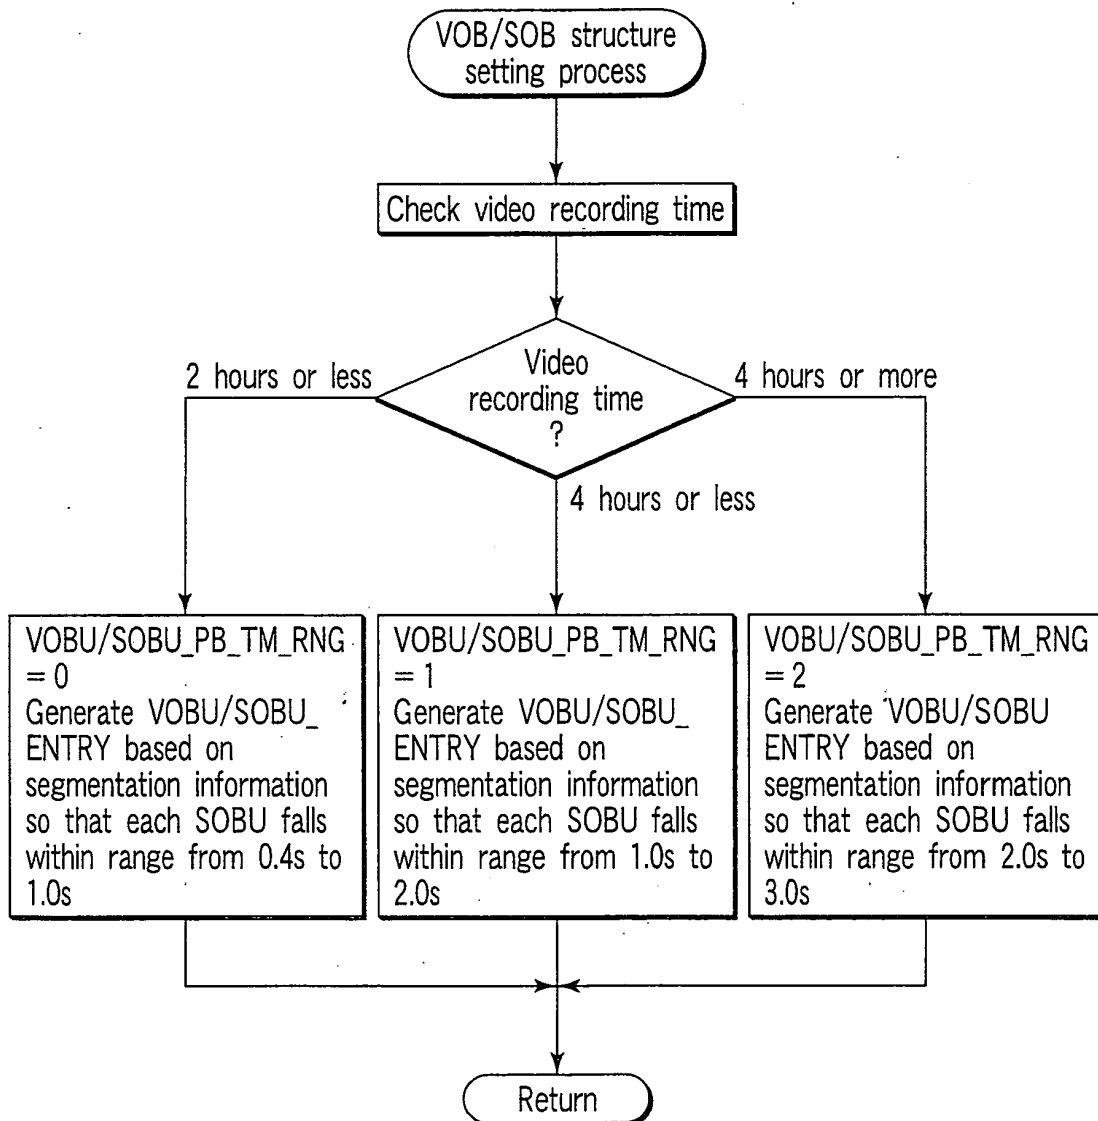 VOB/SOB structure
setting process
Check video recording time
Video
recording time
?
2 hours or less
4 hours or more
4 hours or less
VOBU/SOBU_PB_TM_RNG
= 0
Generate VOBU/SOBU_
ENTRY based on
segmentation information
so that each SOBU falls
within range from 0.4s to
1.0s
VOBU/SOBU_PB_TM_RNG
= 1
Generate VOBU/SOBU_
ENTRY based on
segmentation information
so that each SOBU falls
within range from 1.0s to
2.0s
VOBU/SOBU_PB_TM_RNG
= 2
Generate VOBU/SOBU
ENTRY based on
segmentation information
so that each SOBU falls
within range from 2.0s to
3.0s
Return